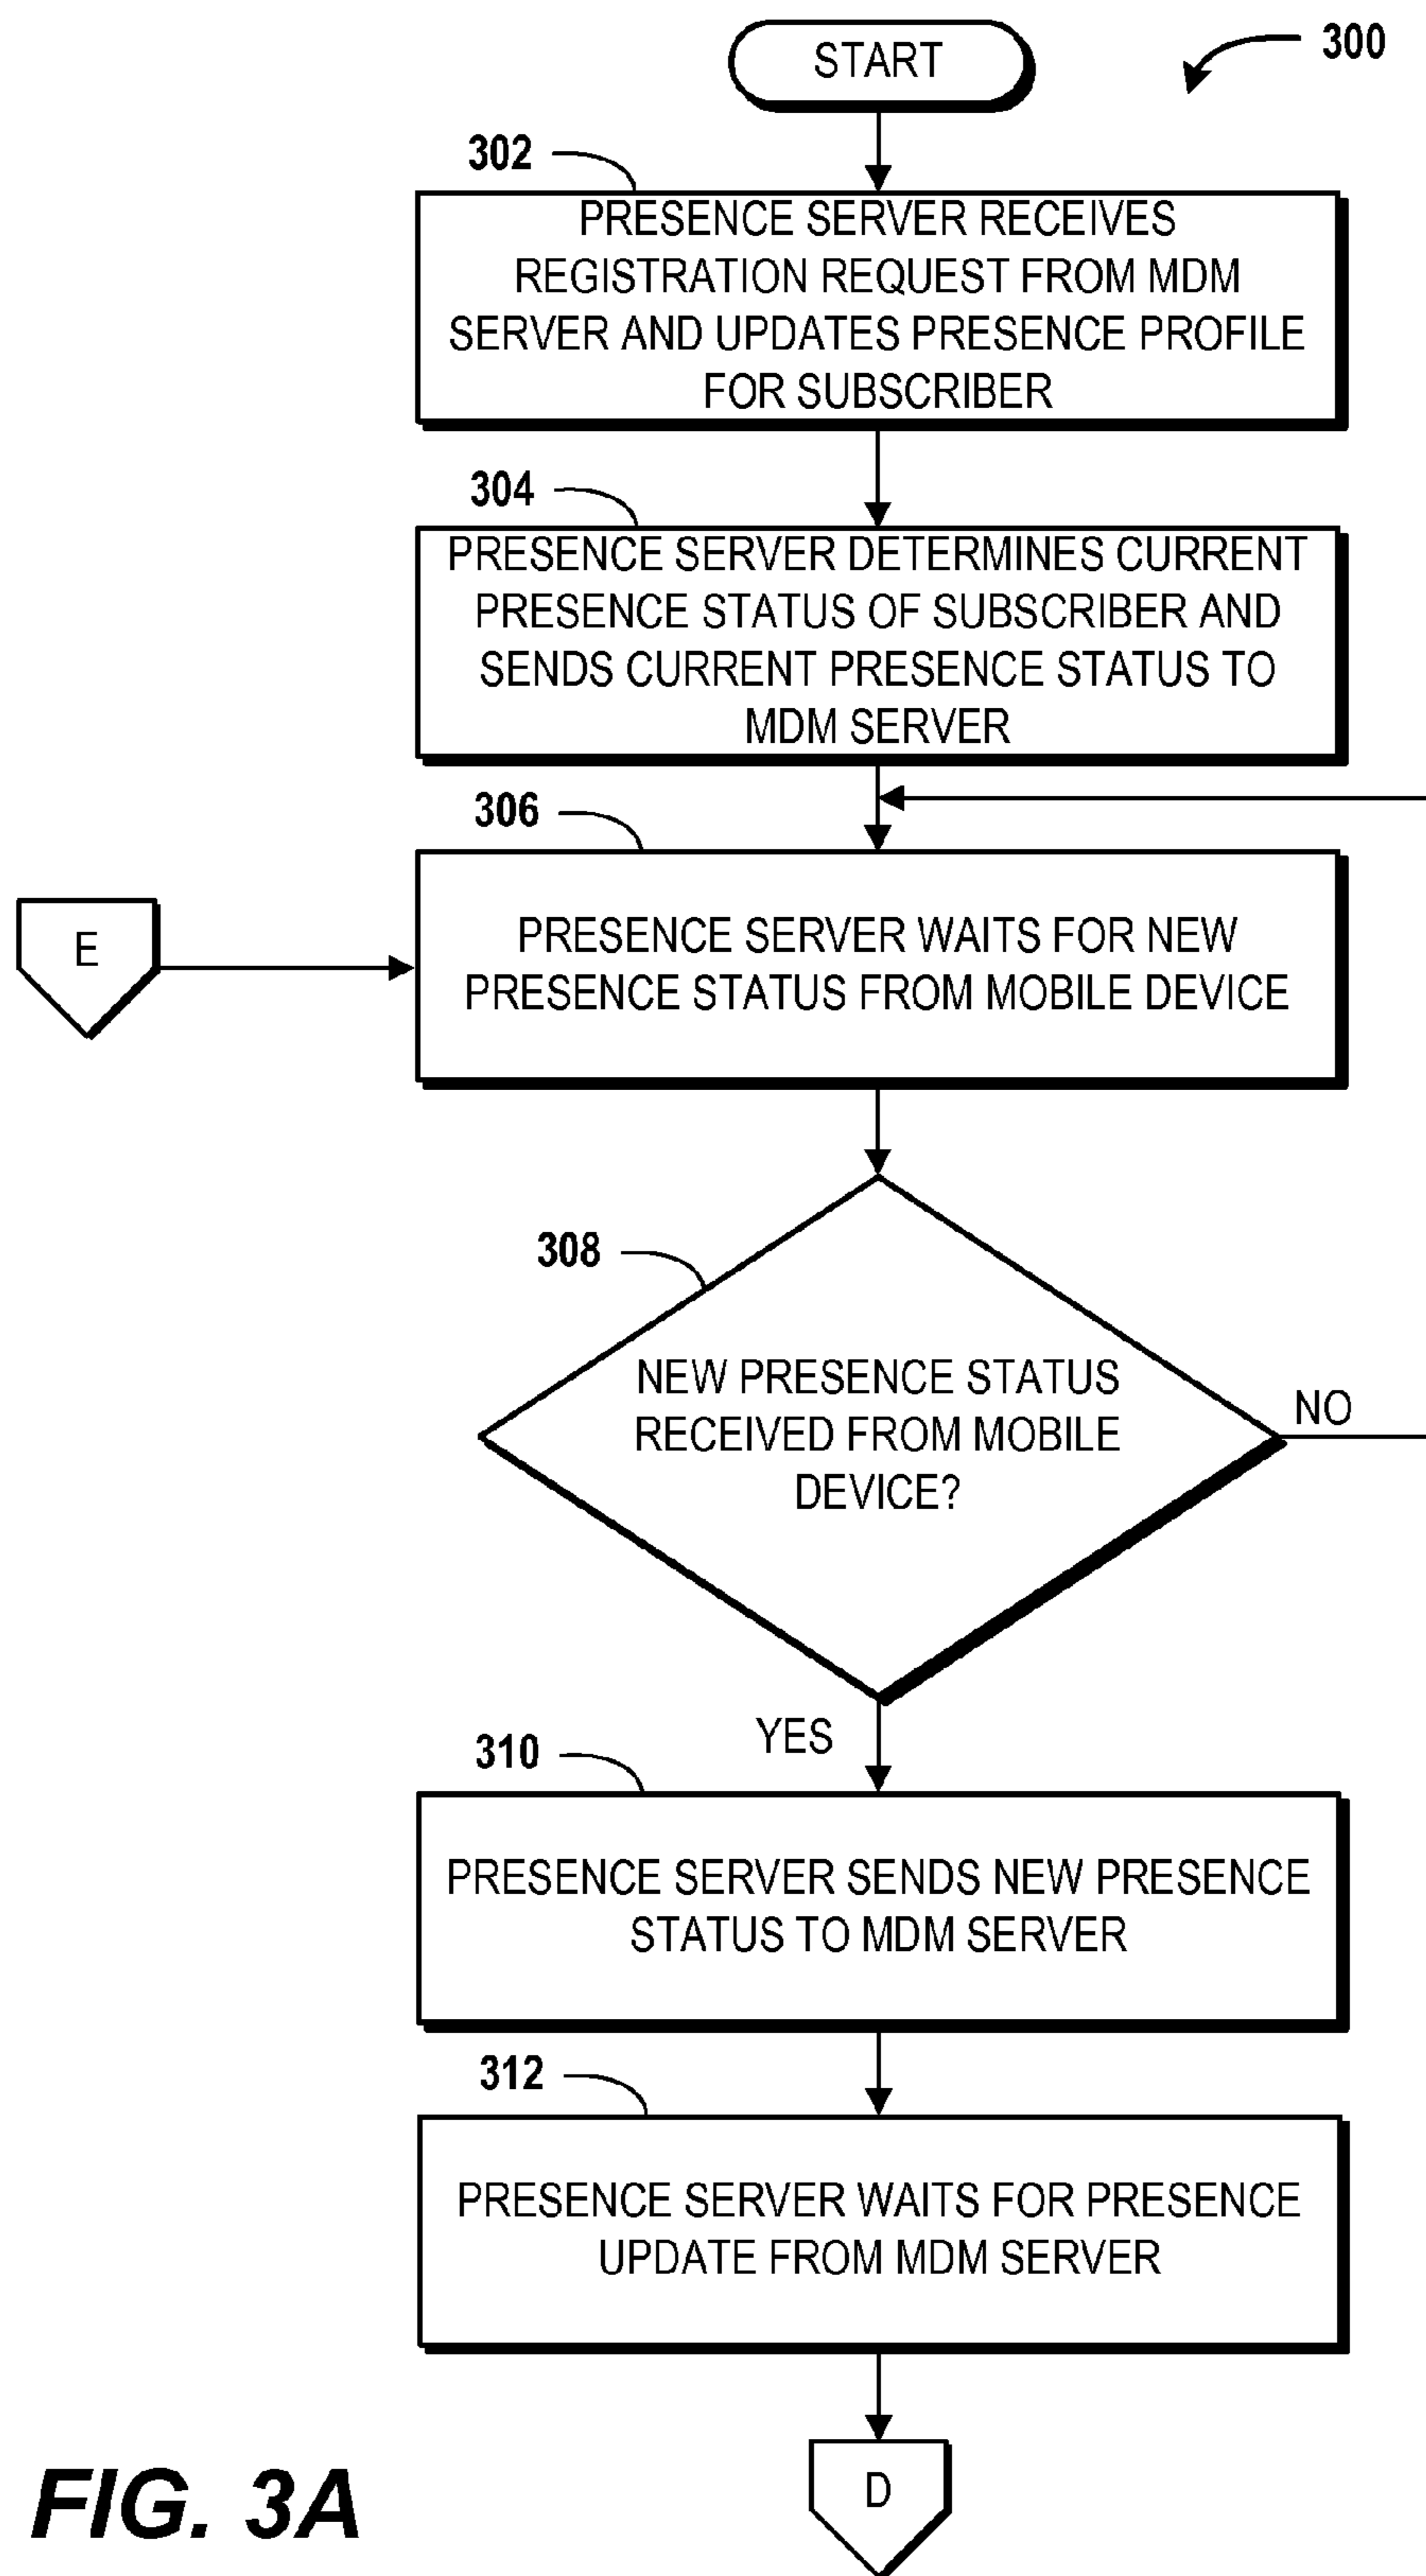 START
300
302
PRESENCE SERVER RECEIVES
REGISTRATION REQUEST FROM MDM
SERVER AND UPDATES PRESENCE PROFILE
FOR SUBSCRIBER
304
PRESENCE SERVER DETERMINES CURRENT
PRESENCE STATUS OF SUBSCRIBER AND
SENDS CURRENT PRESENCE STATUS TO
MDM SERVER
306
E
PRESENCE SERVER WAITS FOR NEW
PRESENCE STATUS FROM MOBILE DEVICE
308
NEW PRESENCE STATUS
RECEIVED FROM MOBILE
DEVICE?
NO
YES
310
PRESENCE SERVER SENDS NEW PRESENCE
STATUS TO MDM SERVER
312
PRESENCE SERVER WAITS FOR PRESENCE
UPDATE FROM MDM SERVER
D
FIG. 3A